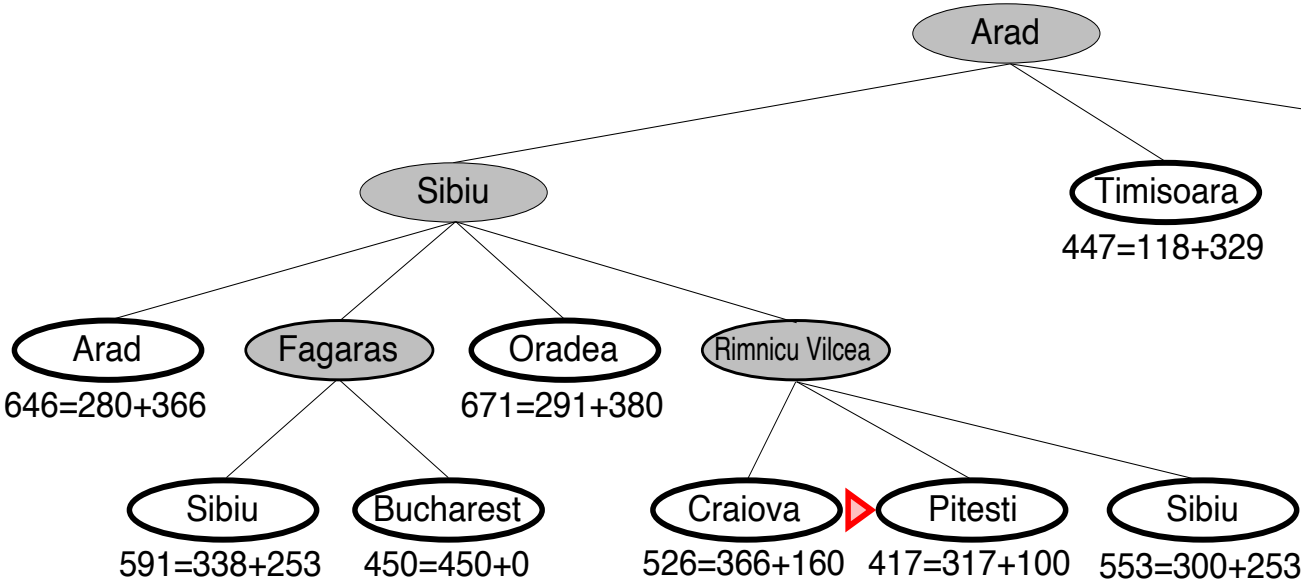 Arad
Sibiu
Timisoara
447=118+329
Arad
Fagaras
Oradea
Rimnicu Vilcea
646=280+366
671=291+380
Sibiu
Bucharest
Craiova
Pitesti
Sibiu
591=338+253
450=450+0
526=366+160
417=317+100
553=300+253